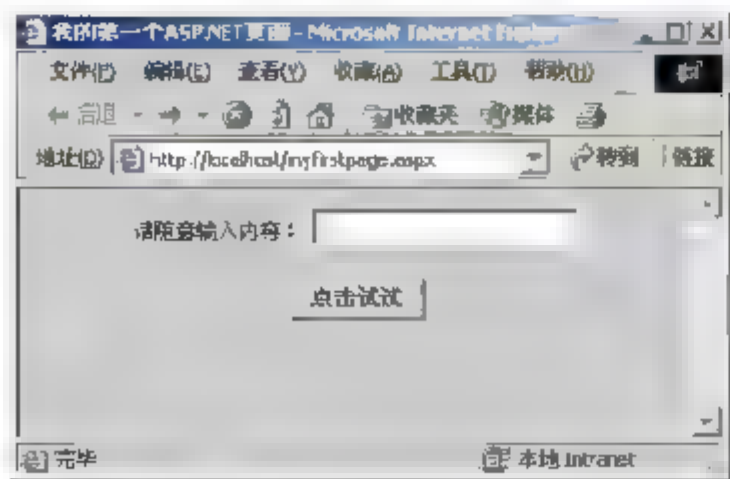 我的第一个ASP.NET页面 - Microsoft Internet Explorer
文件(F) 编辑(E) 查看(V) 收藏(A) 工具(T) 帮助(H)
后退 收藏夹 媒体
地址(D) http://localhost/myfirstpage.aspx 转到 链接
请随意输入内容：
点击试试
完毕 本地 Intranet